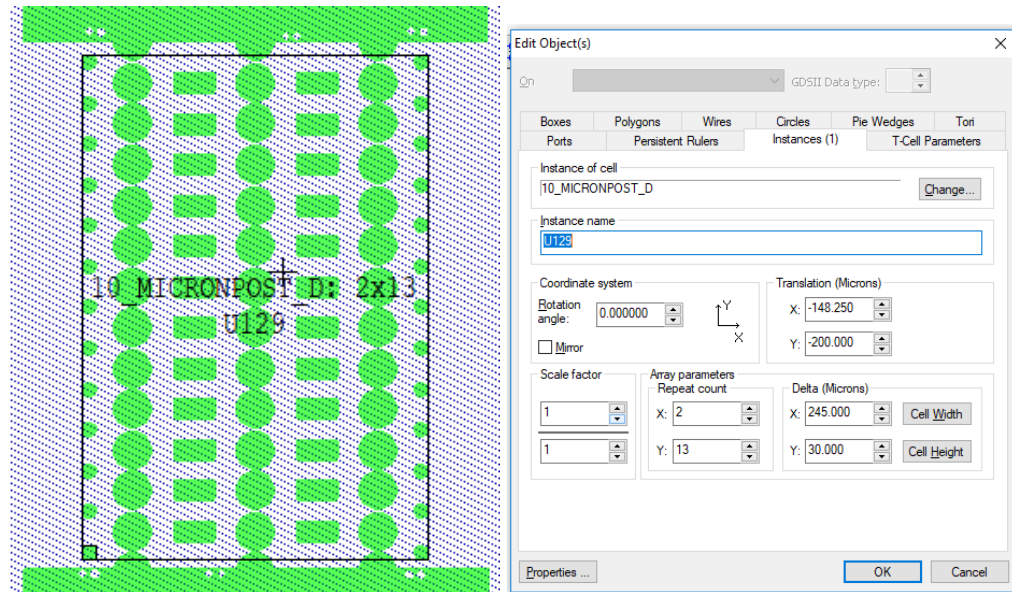 10_MICRONPOST_D: 2x13
U129
Edit Object(s)
On
GDSII Data type:
Boxes Polygons Wires Circles Pie Wedges Tori
Ports Persistent Rulers Instances (1) T-Cell Parameters
Instance of cell
10_MICRONPOST_D Change...
Instance name
U129
Coordinate system Translation (Microns)
Rotation angle: 0.000000 Y X X: -148.250
Mirror Y: -200.000
Scale factor Array parameters
Repeat count Delta (Microns)
1 X: 2 X: 245.000 Cell Width
1 Y: 13 Y: 30.000 Cell Height
Properties ... OK Cancel